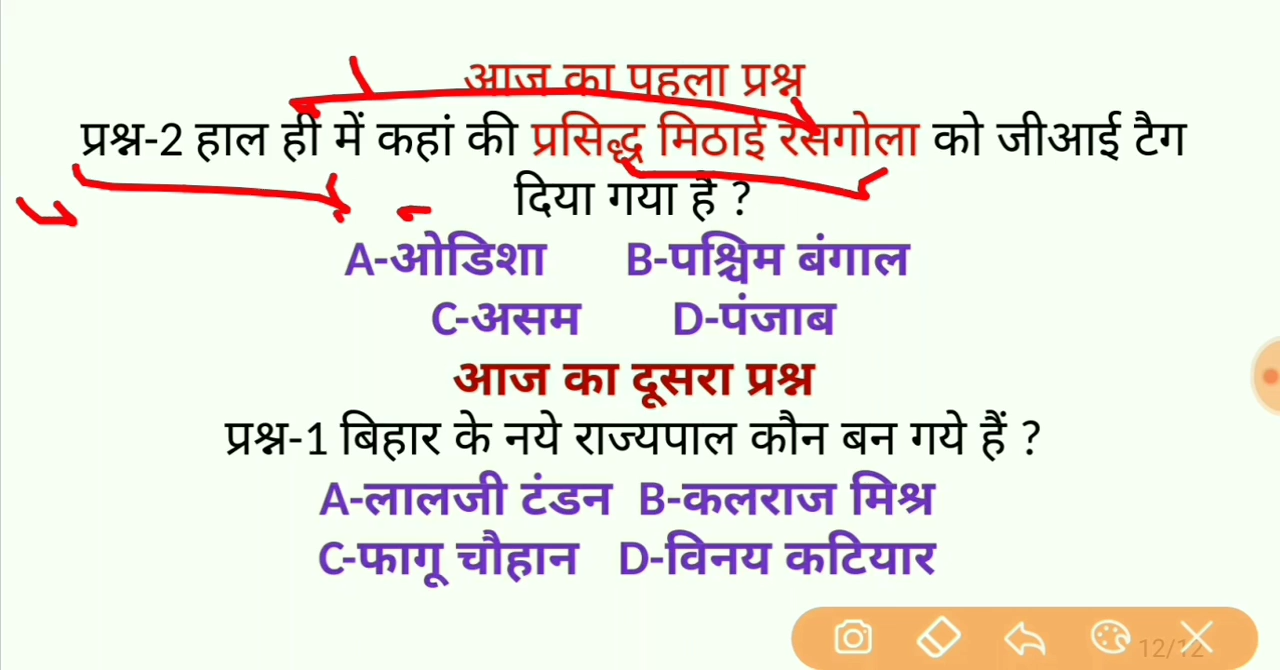 आज का पहला प्रश्न
प्रश्न-2 हाल ही में कहां की प्रसिद्ध मिठाई रसगोला को जीआई टैग
दिया गया है ?
A-ओडिशा B-पश्चिम बंगाल
C-असम D-पंजाब
आज का दूसरा प्रश्न
प्रश्न-1 बिहार के नये राज्यपाल कौन बन गये हैं ?
A-लालजी टंडन B-कलराज मिश्र
C-फागू चौहान D-विनय कटियार
12/12